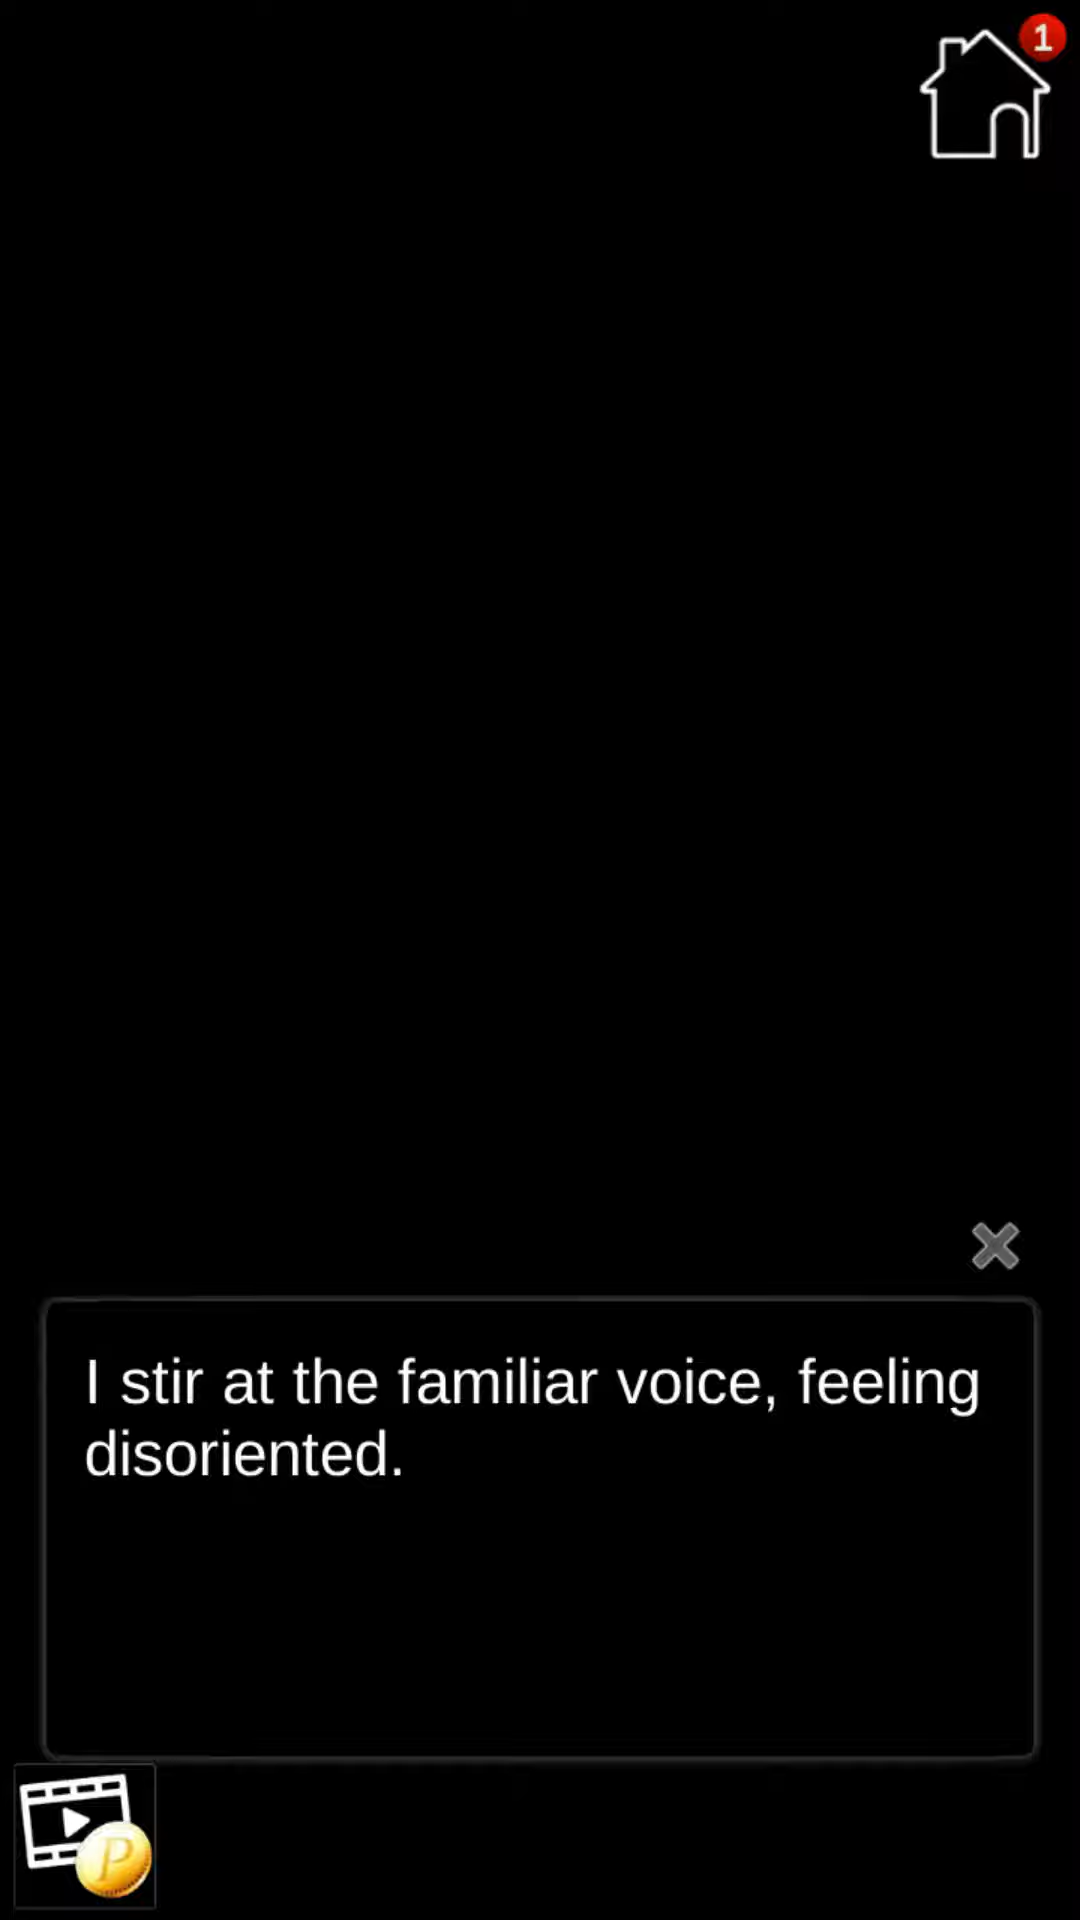 1
I stir at the familiar voice, feeling
disoriented.
P